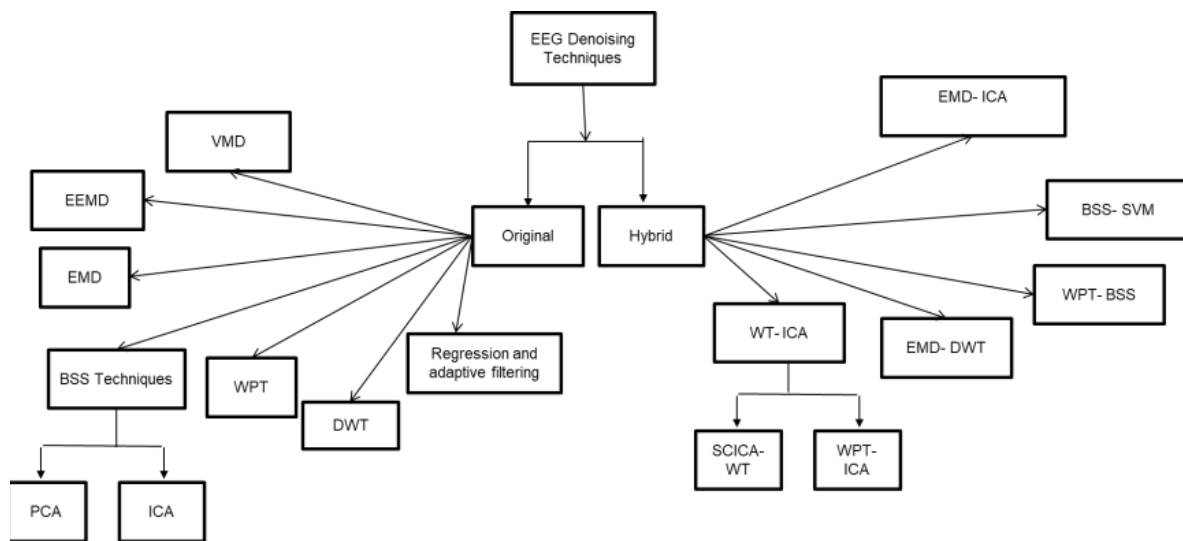 EEG Denoising
Techniques
EMD- ICA
VMD
EEMD
BSS- SVM
Original
Hybrid
EMD
WPT- BSS
WT- ICA
EMD- DWT
Regression and
adaptive filtering
BSS Techniques
WPT
DWT
SCICA-
WT
WPT-
ICA
PCA
ICA